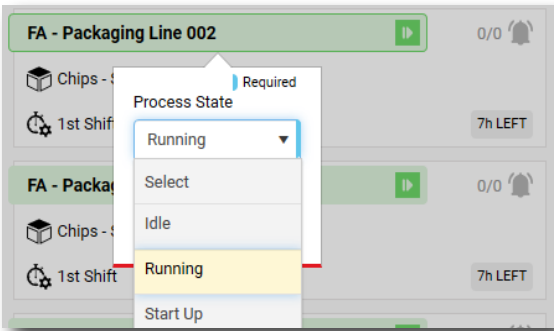 FA - Packaging Line 002
0/0
Required
Chips -
Process State
1st Shift
Running
7h LEFT
Select
FA - Packag
0/0
Idle
Chips -
Running
1st Shift
7h LEFT
Start Up